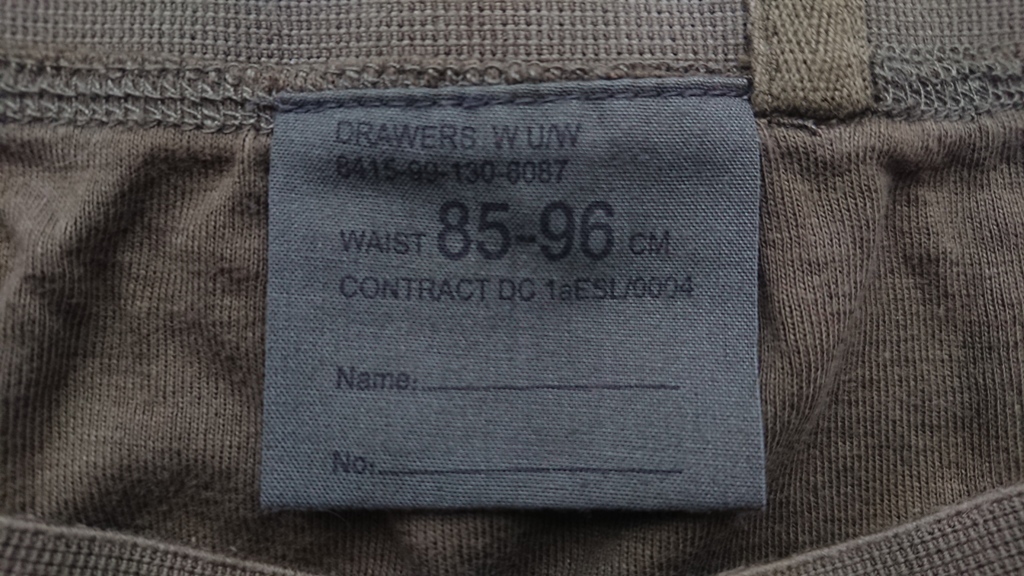 DRAWERS W U/W
8415-99-130-8087
WAIST 85-96 CM
CONTRACT DC 1aESL/0004
Name:
No: